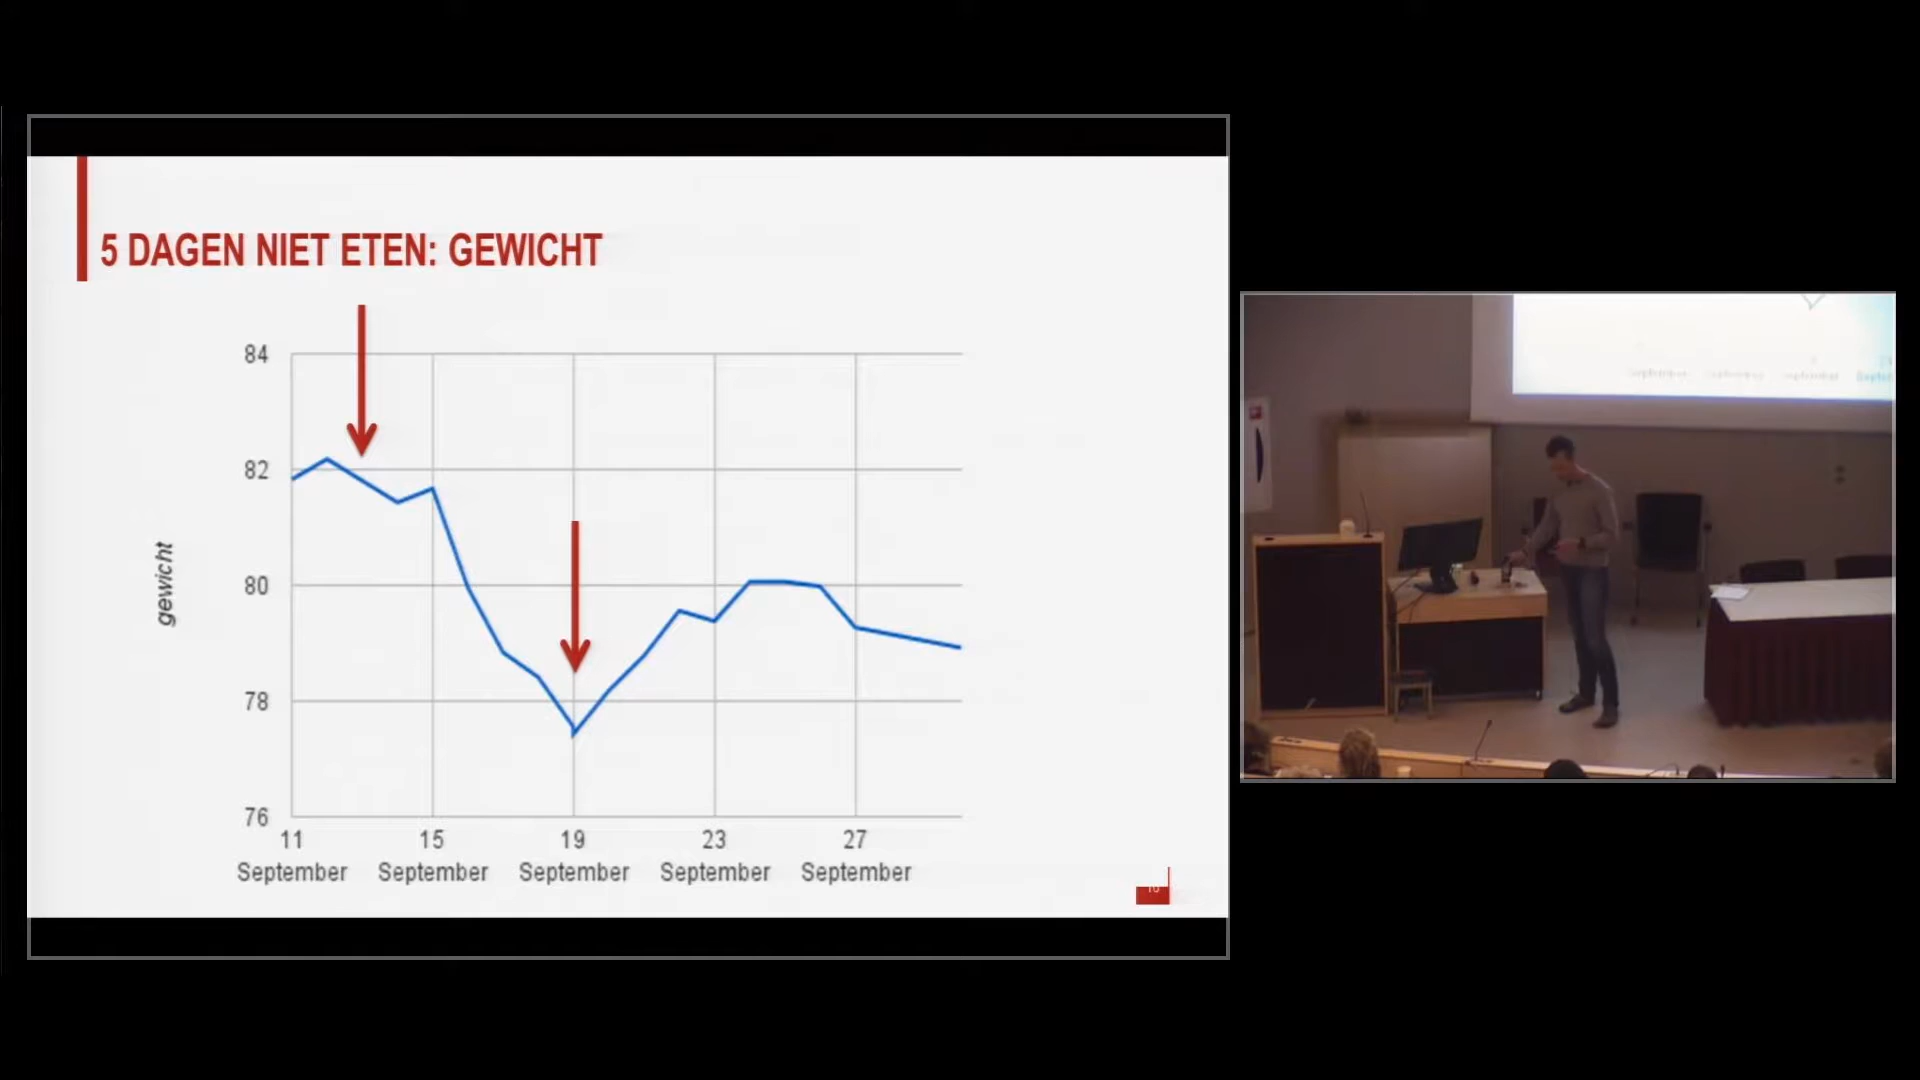 5 DAGEN NIET ETEN: GEWICHT
84
82
80
78
76
gewicht
11
September
15
September
19
September
23
September
27
September